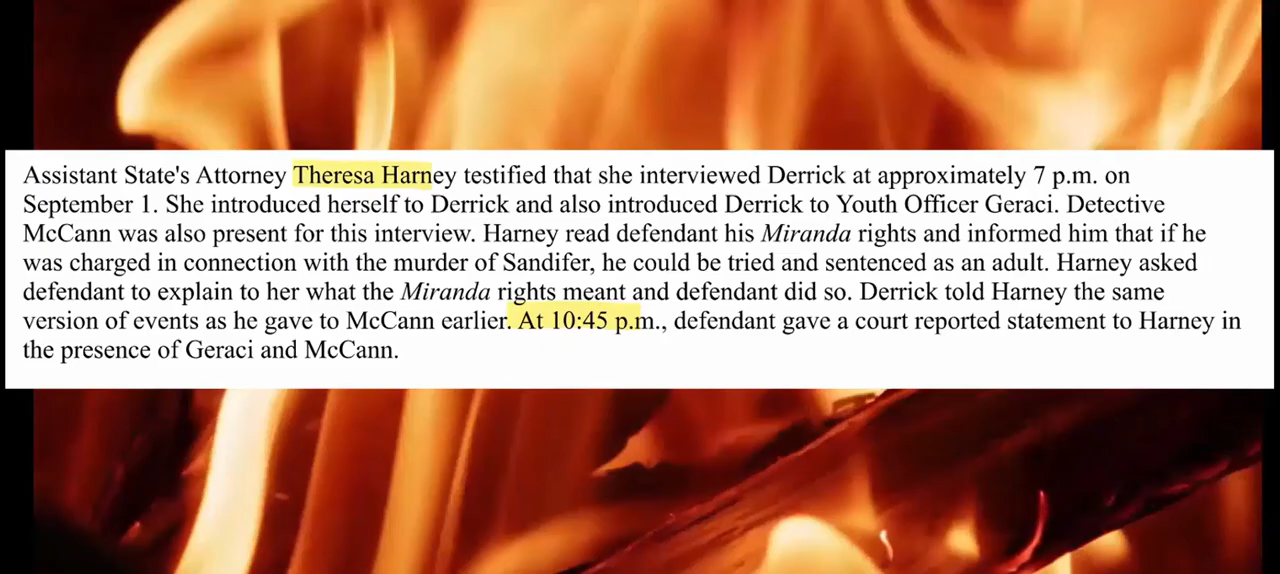 Assistant State's Attorney Theresa Harney testified that she interviewed Derrick at approximately 7 p.m. on
September 1. She introduced herself to Derrick and also introduced Derrick to Youth Officer Geraci. Detective
McCann was also present for this interview. Harney read defendant his Miranda rights and informed him that if he
was charged in connection with the murder of Sandifer, he could be tried and sentenced as an adult. Harney asked
defendant to explain to her what the Miranda rights meant and defendant did so. Derrick told Harney the same
version of events as he gave to McCann earlier. At 10:45 p.m., defendant gave a court reported statement to Harney in
the presence of Geraci and McCann.